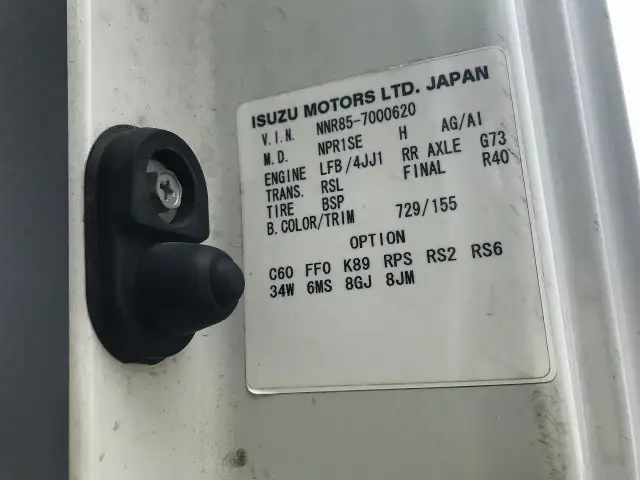 ISUZU MOTORS LTD. JAPAN
V.I.N. NNR85-7000620
M.D. NPR1SE H AG/AI
ENGINE LFB/4JJ1 RR AXLE G73
TRANS. RSL FINAL R40
TIRE BSP
B.COLOR/TRIM 729/155
OPTION
C60 FF0 K89 RPS RS2 RS6
34W 6MS 8GJ 8JM